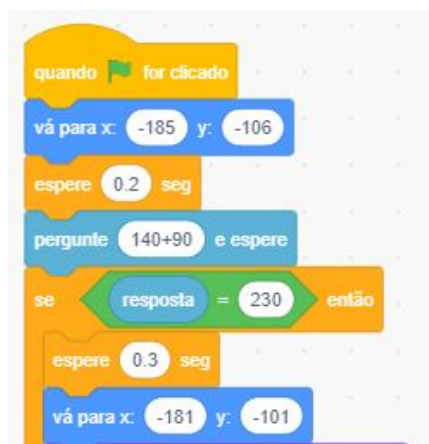 quando for clicado
vá para x: -185 y: -106
espere 0.2 seg
pergunte 140+90 e espere
se resposta = 230 então
espere 0.3 seg
vá para x: -181 y: -101